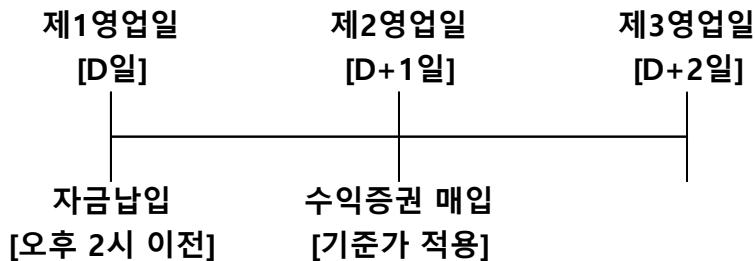 제1영업일 제2영업일 제3영업일
[D일] [D+1일] [D+2일]
자금납입 수익증권 매입
[오후 2시 이전] [기준가 적용]